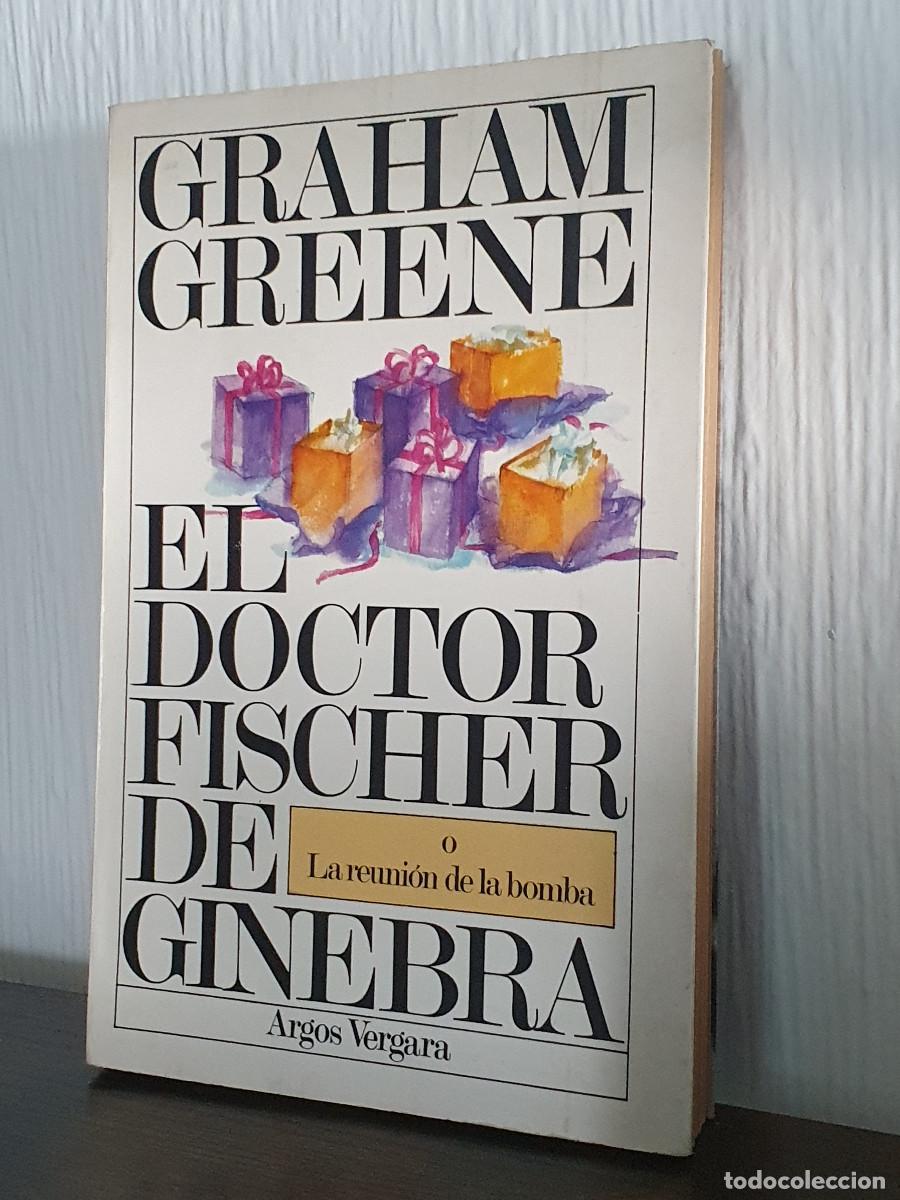 GRAHAM
GREENE
EL
DOCTOR
FISCHER
DE
o
La reunión de la bomba
GINEBRA
Argos Vergara
todocoleccion